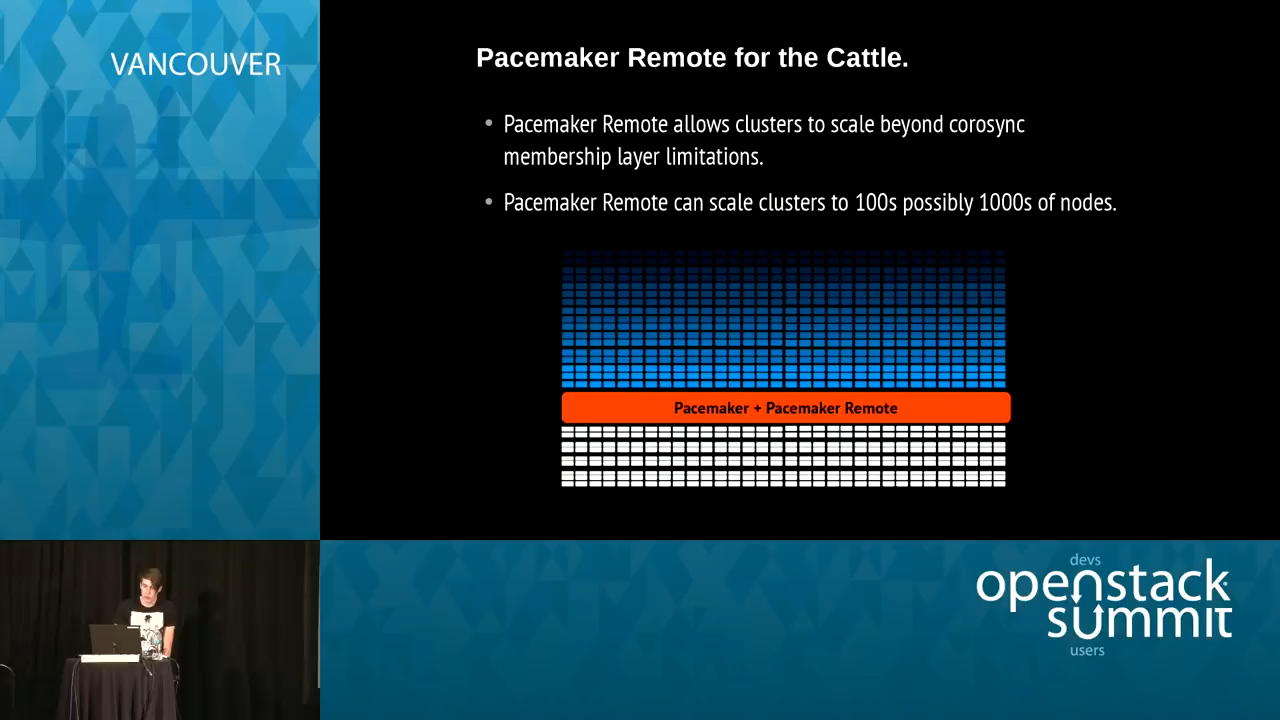 VANCOUVER
Pacemaker Remote for the Cattle.
• Pacemaker Remote allows clusters to scale beyond corosync
membership layer limitations.
• Pacemaker Remote can scale clusters to 100s possibly 1000s of nodes.
Pacemaker + Pacemaker Remote
devs
openstack
summit
users